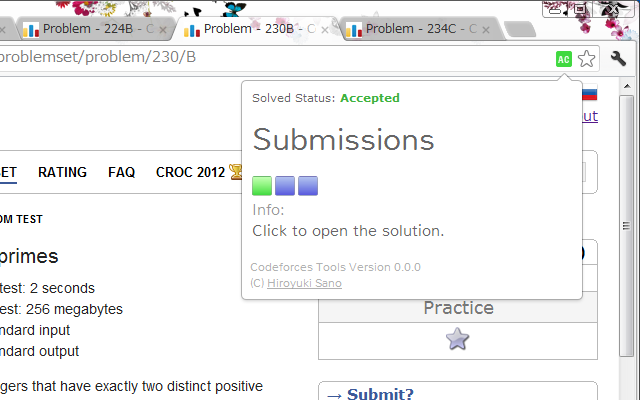 Problem - 224B - C
Problem - 230B - C
Problem - 234C - C
problemset/problem/230/B
AC
Solved Status: Accepted
Submissions
Info:
Click to open the solution.
Codeforces Tools Version 0.0.0
(C) Hiroyuki Sano
ut
ET RATING FAQ CROC 2012
OM TEST
primes
test: 2 seconds
test: 256 megabytes
ndard input
ndard output
gers that have exactly two distinct positive
)
Practice
→ Submit?